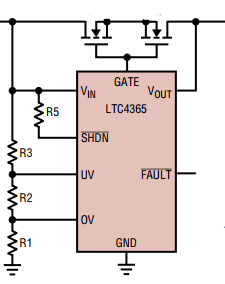 GATE
VIN
VOUT
LTC4365
R5
SHDN
R3
UV
FAULT
R2
OV
R1
GND